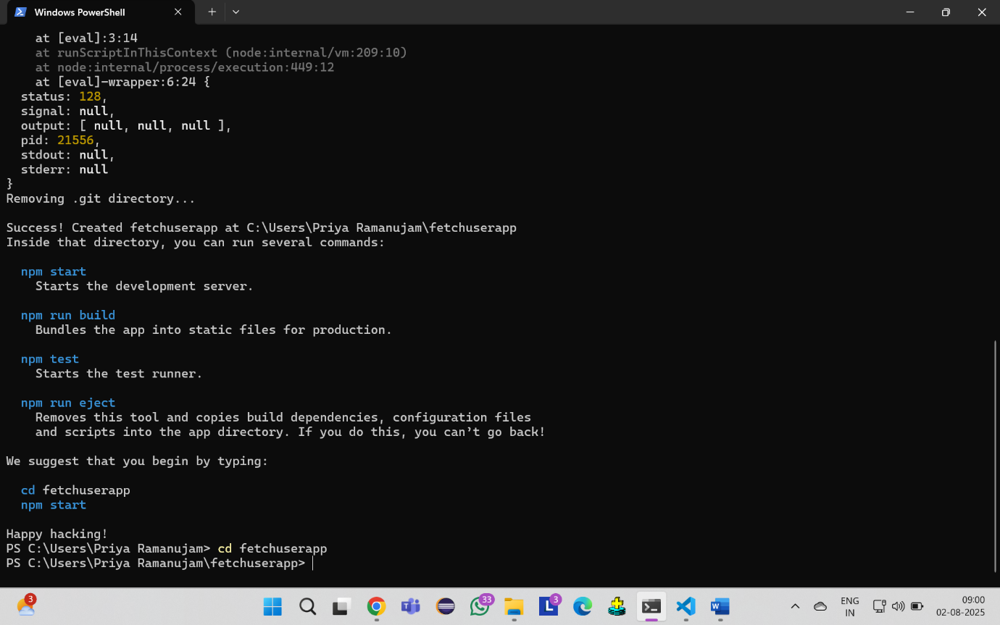 Windows PowerShell
at [eval]:3:14
at runScriptInThisContext (node:internal/vm:209:10)
at node:internal/process/execution:449:12
at [eval]-wrapper:6:24 {
status: 128,
signal: null,
output: [ null, null, null ],
pid: 21556,
stdout: null,
stderr: null
}
Removing .git directory...
Success! Created fetchuserapp at C:\Users\Priya Ramanujam\fetchuserapp
Inside that directory, you can run several commands:
npm start
Starts the development server.
npm run build
Bundles the app into static files for production.
npm test
Starts the test runner.
npm run eject
Removes this tool and copies build dependencies, configuration files
and scripts into the app directory. If you do this, you can’t go back!
We suggest that you begin by typing:
cd fetchuserapp
npm start
Happy hacking!
PS C:\Users\Priya Ramanujam> cd fetchuserapp
PS C:\Users\Priya Ramanujam\fetchuserapp>
3
T
33
L
3
W
ENG
IN
09:00
02-08-2025